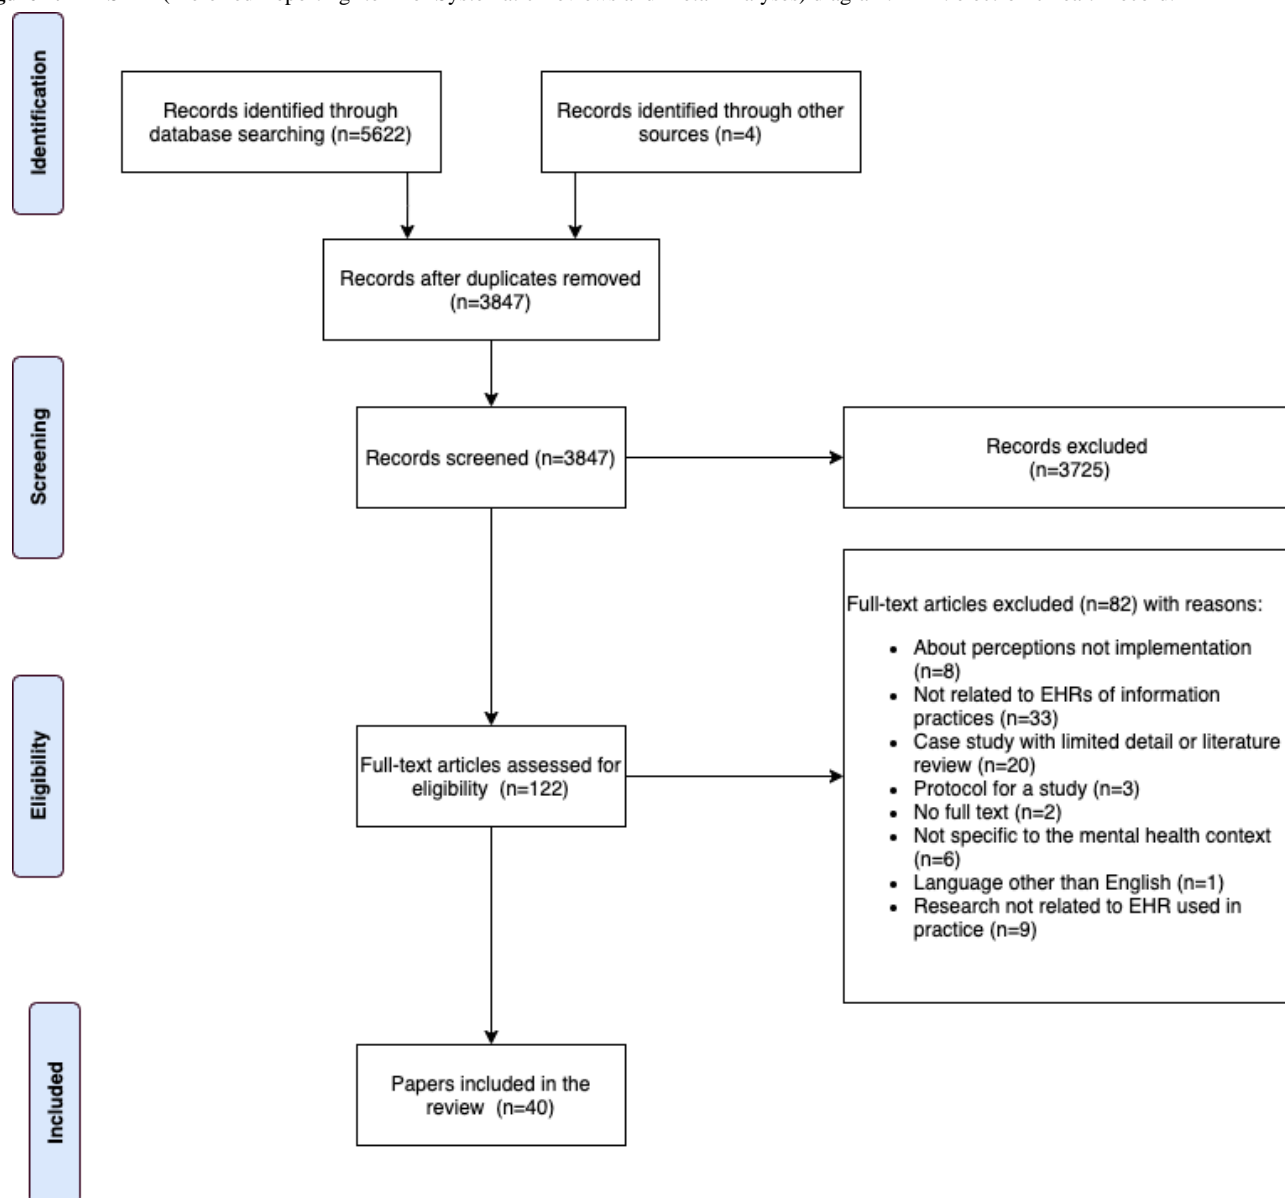 Identification
Records identified through
database searching (n=5622)
Records identified through other
sources (n=4)
Records after duplicates removed
(n=3847)
Screening
Records screened (n=3847)
Records excluded
(n=3725)
Eligibility
Full-text articles assessed for
eligibility (n=122)
Full-text articles excluded (n=82) with reasons:
• About perceptions not implementation
(n=8)
• Not related to EHRs of information
practices (n=33)
• Case study with limited detail or literature
review (n=20)
• Protocol for a study (n=3)
• No full text (n=2)
• Not specific to the mental health context
(n=6)
• Language other than English (n=1)
• Research not related to EHR used in
practice (n=9)
Included
Papers included in the
review (n=40)